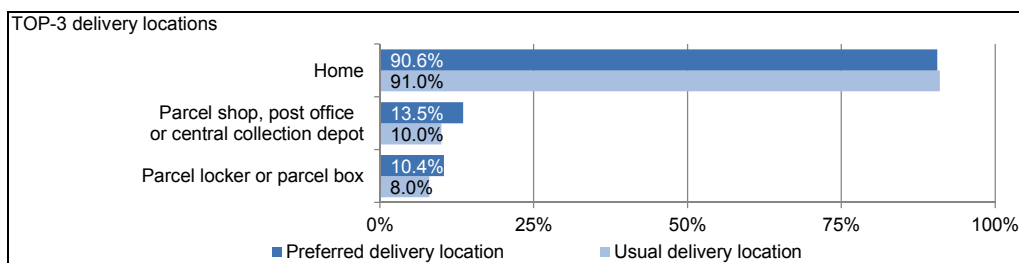 TOP-3 delivery locations
Home
90.6%
91.0%
Parcel shop, post office
or central collection depot
13.5%
10.0%
Parcel locker or parcel box
10.4%
8.0%
0% 25% 50% 75% 100%
Preferred delivery location Usual delivery location